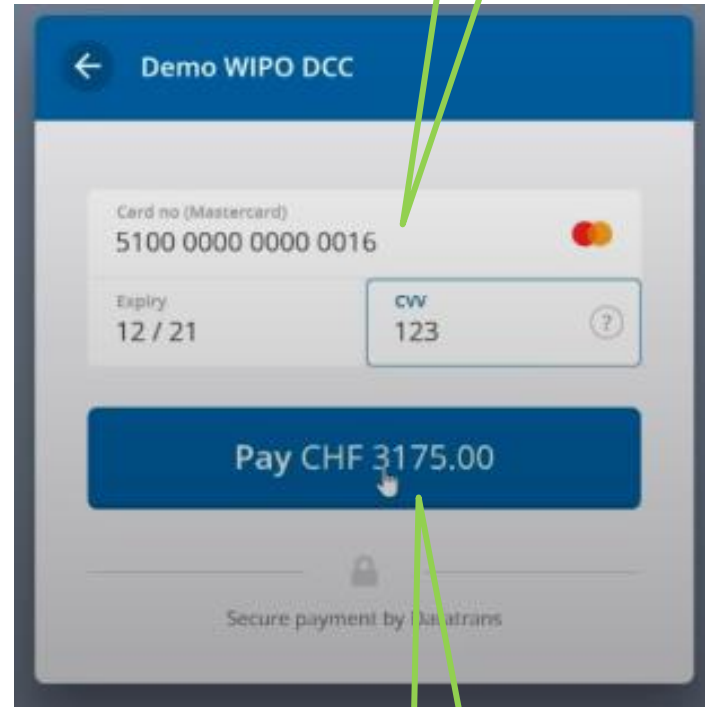 Demo WIPO DCC
Card no (Mastercard)
5100 0000 0000 0016
Expiry
12 / 21
CVV
123
?
Pay CHF 3175.00
Secure payment by Datatrans